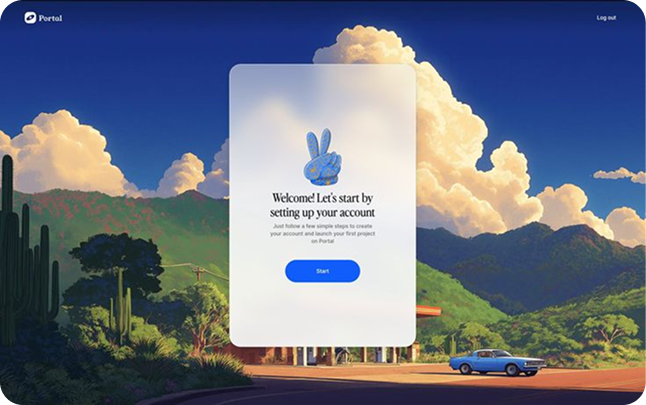 Portal
Log out
Welcome! Let's start by
setting up your account
Just follow a few simple steps to create
your account and launch your first project
on Portal
Start